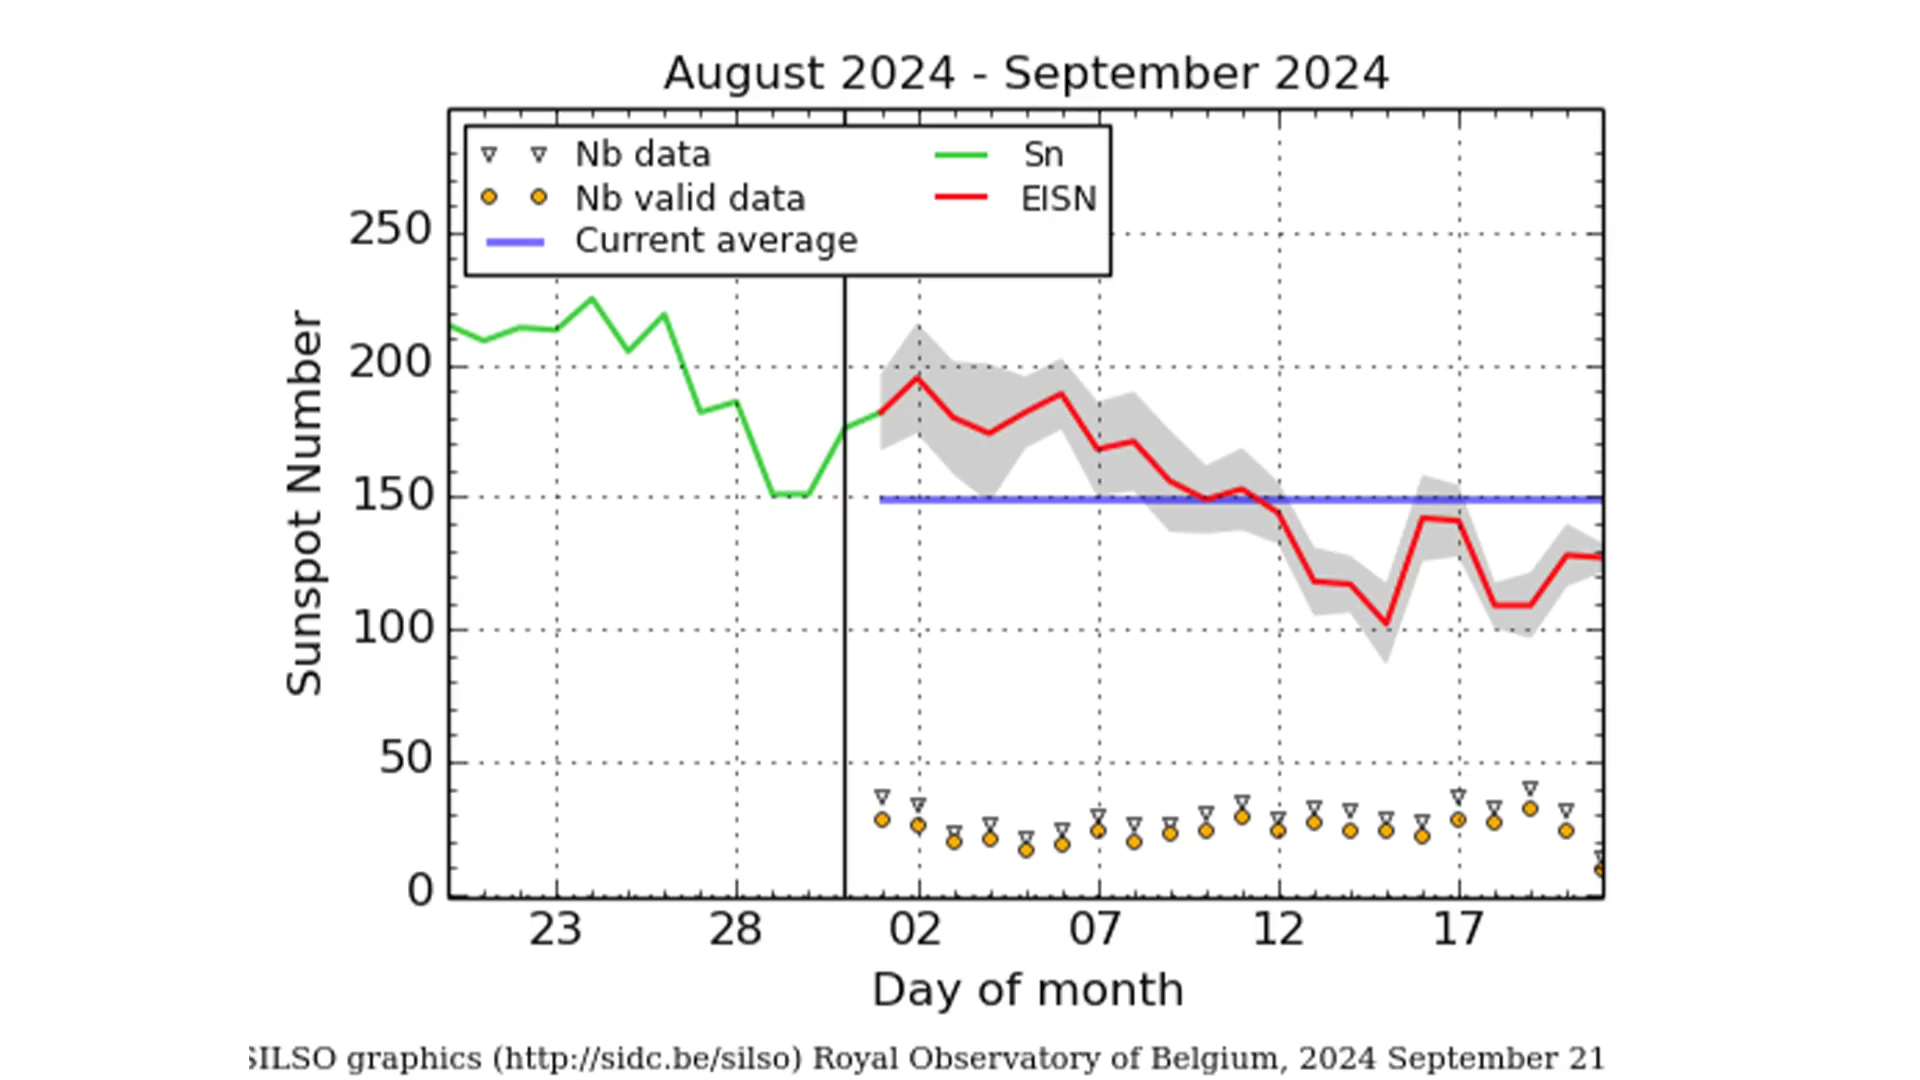 August 2024 - September 2024
Nb data
Sn
Nb valid data
EISN
Current average
250
200
150
100
50
0
Sunspot Number
23 28 02 07 12 17
Day of month
SILSO graphics (http://sidc.be/silso) Royal Observatory of Belgium, 2024 September 21